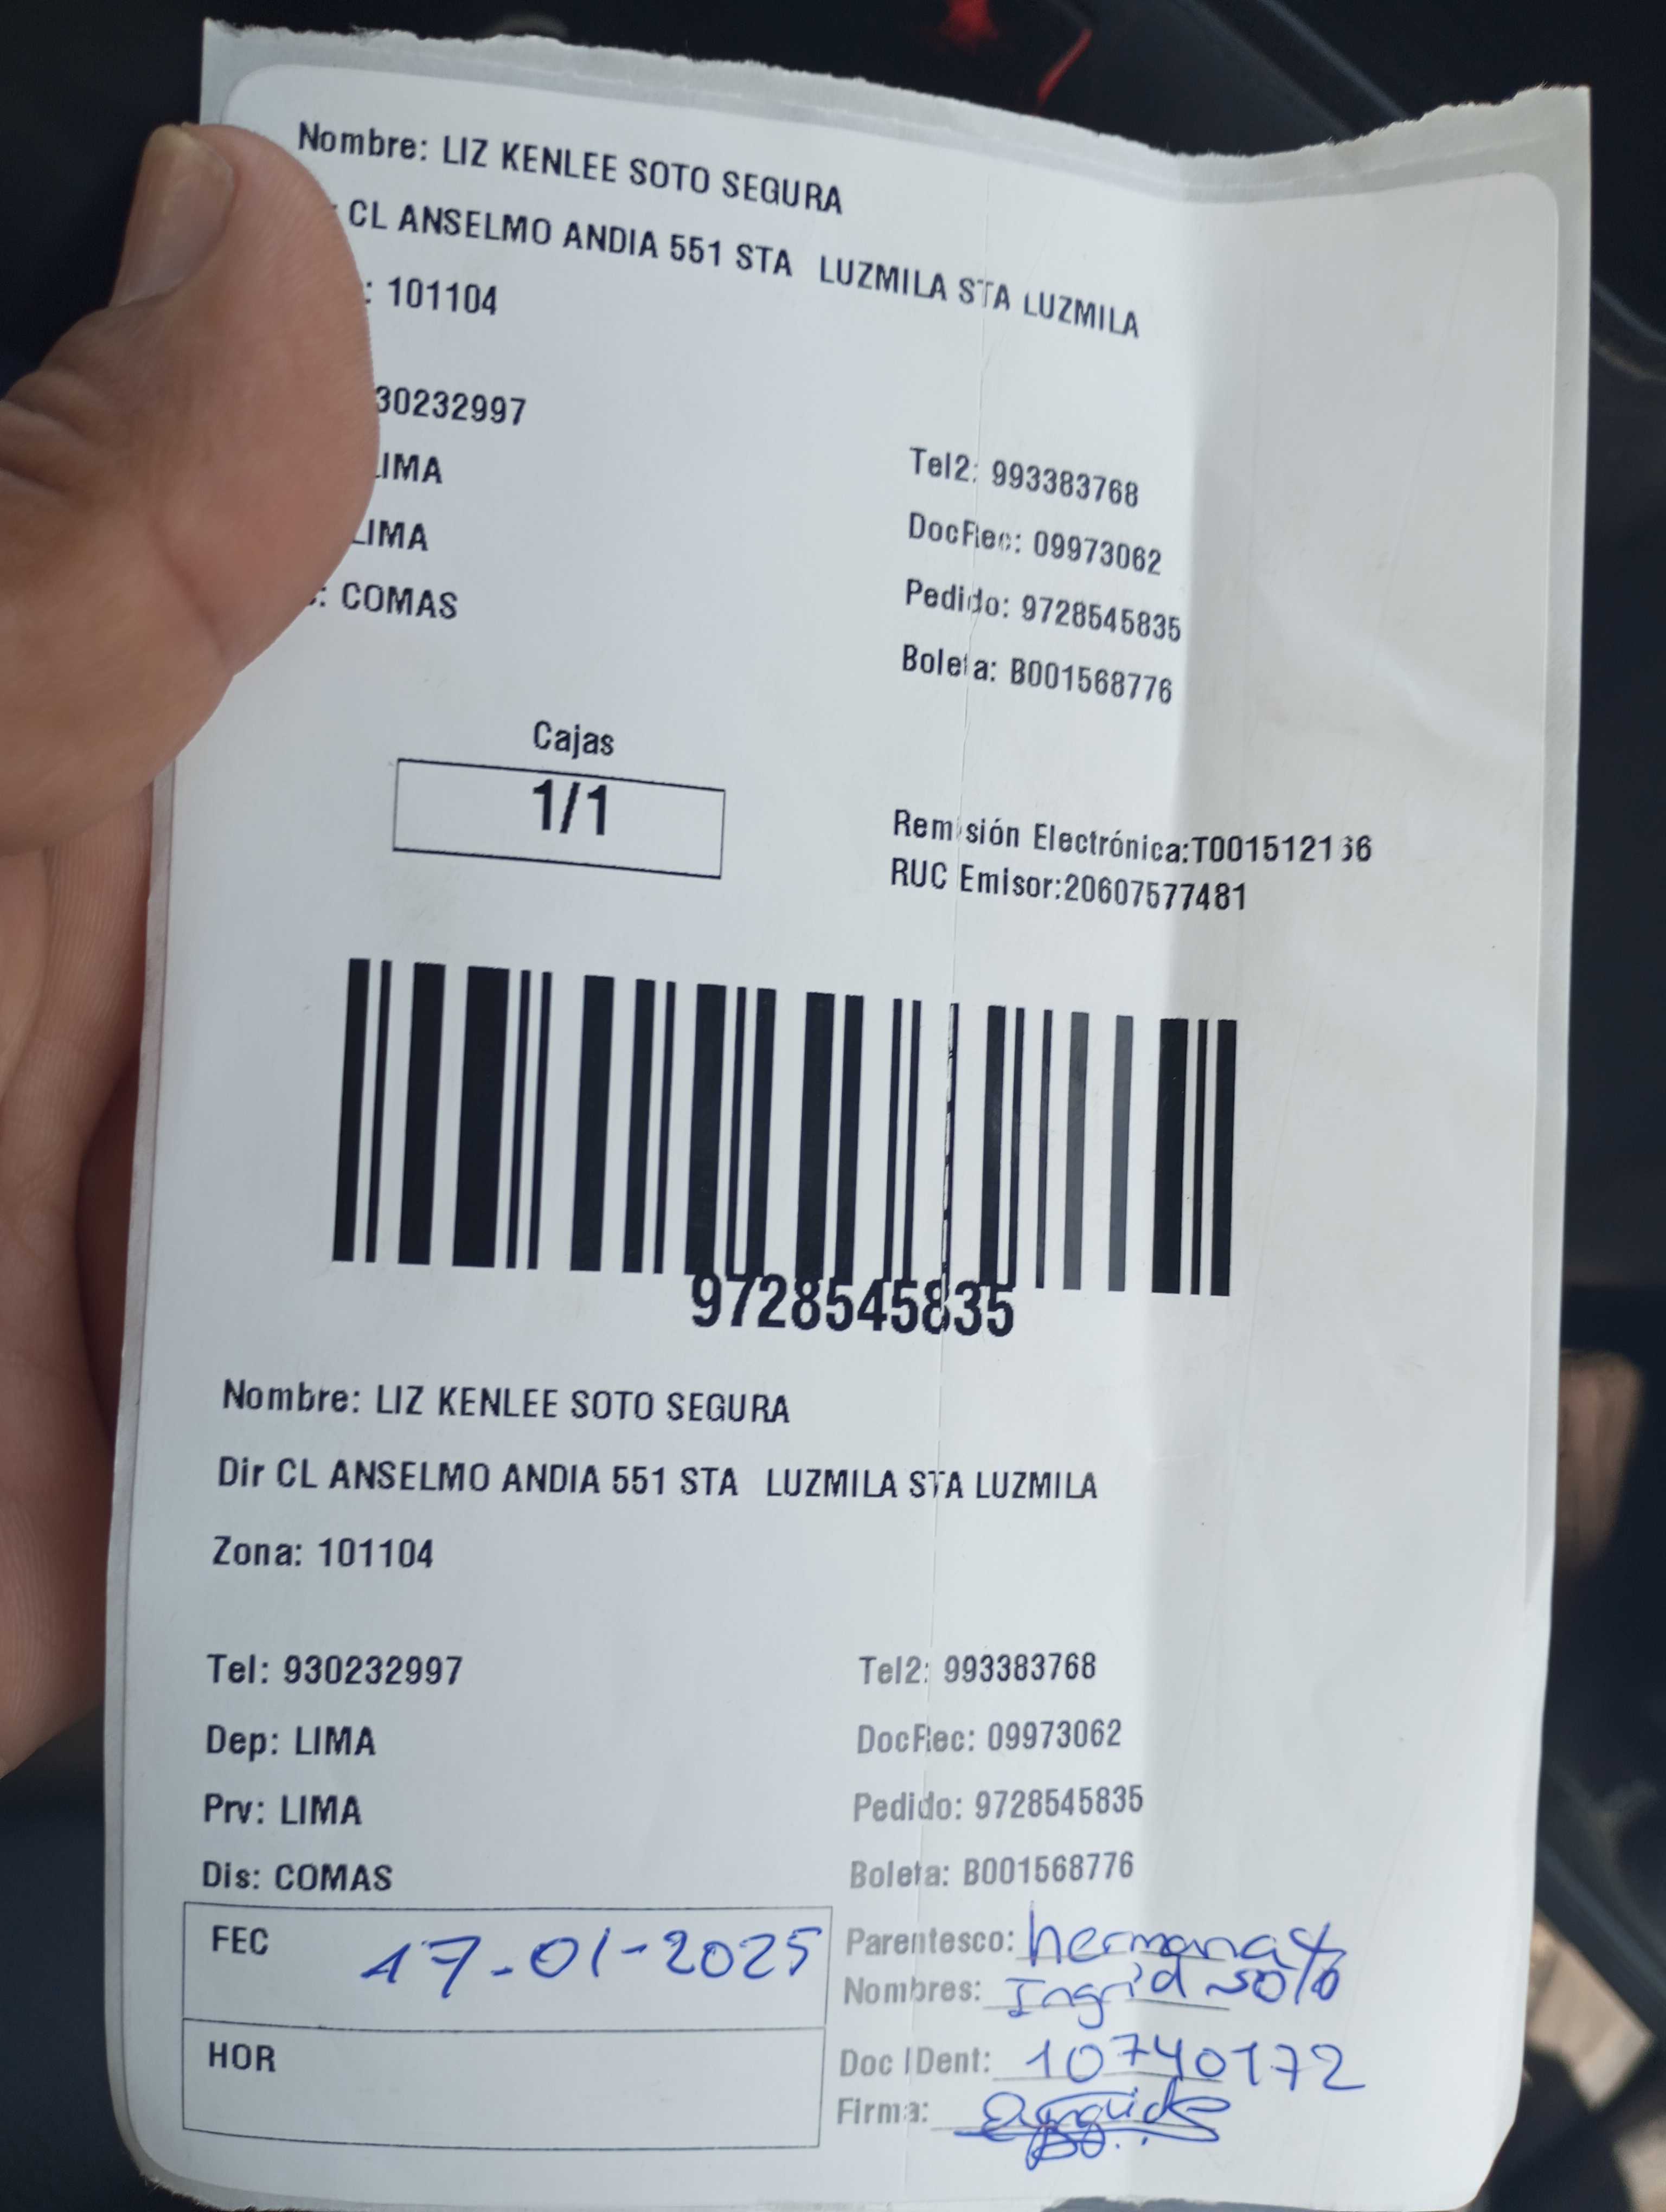 Nombre: LIZ KENLEE SOTO SEGURA
CL ANSELMO ANDIA 551 STA LUZMILA STA LUZMILA
: 101104
30232997
LIMA
Tel2: 993383768
LIMA
DocRec: 09973062
: COMAS
Pedido: 9728545835
Boleta: B001568776
Cajas
1/1
Remisión Electrónica:T001512166
RUC Emisor:20607577481
9728545835
Nombre: LIZ KENLEE SOTO SEGURA
Dir CL ANSELMO ANDIA 551 STA LUZMILA STA LUZMILA
Zona: 101104
Tel: 930232997
Tel2: 993383768
Dep: LIMA
DocRec: 09973062
Prv: LIMA
Pedido: 9728545835
Dis: COMAS
Boleta: B001568776
FEC 17-01-2025
Parentesco: hermana
Nombres: Ingrid Soto
HOR
Doc IDent: 10740172
Firma: